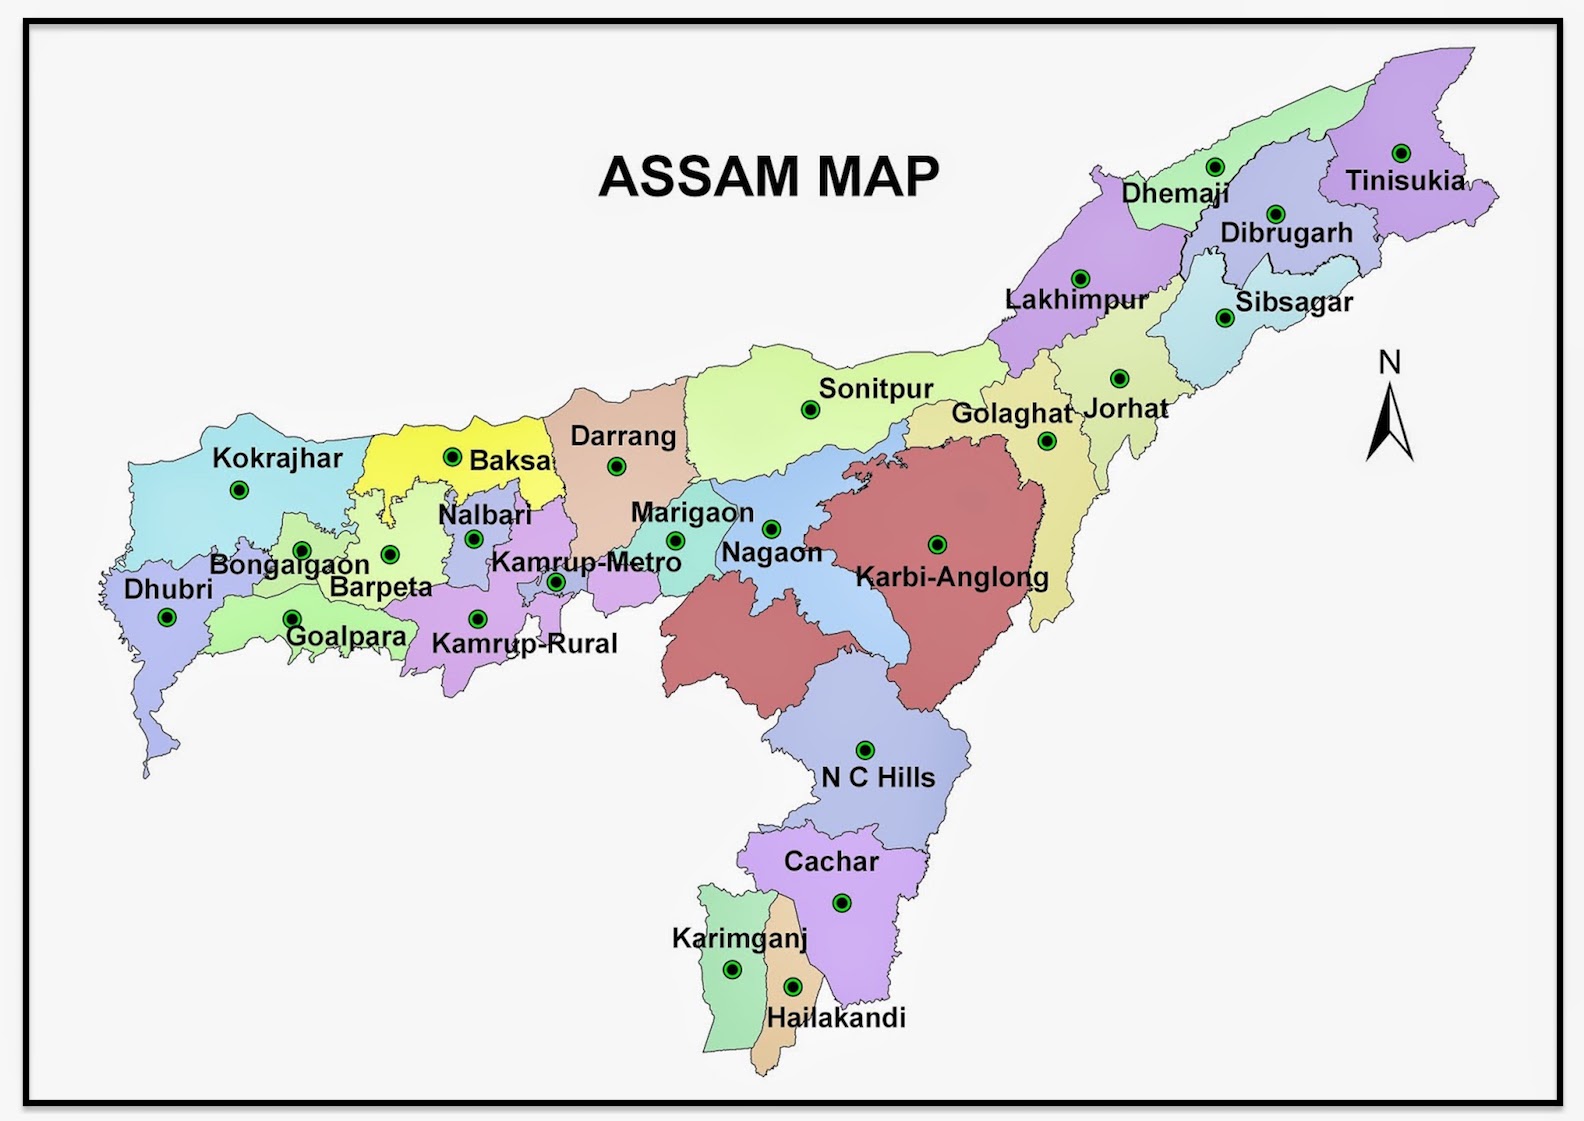 ASSAM MAP
Tinisukia
Dhemaji
Dibrugarh
Lakhimpur
Sibsagar
N
Sonitpur
Golaghat
Jorhat
Darrang
Kokrajhar
Baksa
Marigaon
Nalbari
Nagaon
Kamrup-Metro
Bongaigaon
Karbi-Anglong
Barpeta
Dhubri
Goalpara
Kamrup-Rural
N C Hills
Cachar
Karimganj
Hailakandi